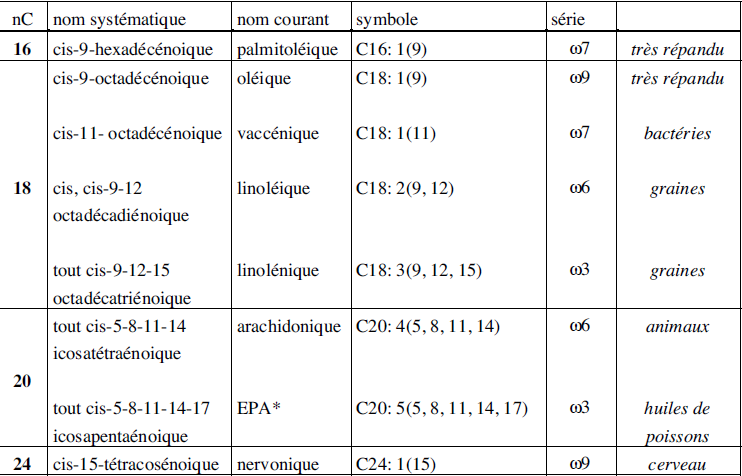 nC nom systématique nom courant symbole série
16 cis-9-hexadécénoique palmitoléique C16: 1(9) ω7 très répandu
cis-9-octadécénoique oléique C18: 1(9) ω9 très répandu
cis-11- octadécénoique vaccénique C18: 1(11) ω7 bactéries
18 cis, cis-9-12 linoléique C18: 2(9, 12) ω6 graines
octadécadiénoique
tout cis-9-12-15 linolénique C18: 3(9, 12, 15) ω3 graines
octadécatriénoique
tout cis-5-8-11-14 arachidonique C20: 4(5, 8, 11, 14) ω6 animaux
icosatétraénoique
20
tout cis-5-8-11-14-17 EPA* C20: 5(5, 8, 11, 14, 17) ω3 huiles de
icosapentaénoique poissons
24 cis-15-tétracosénoique nervonique C24: 1(15) ω9 cerveau